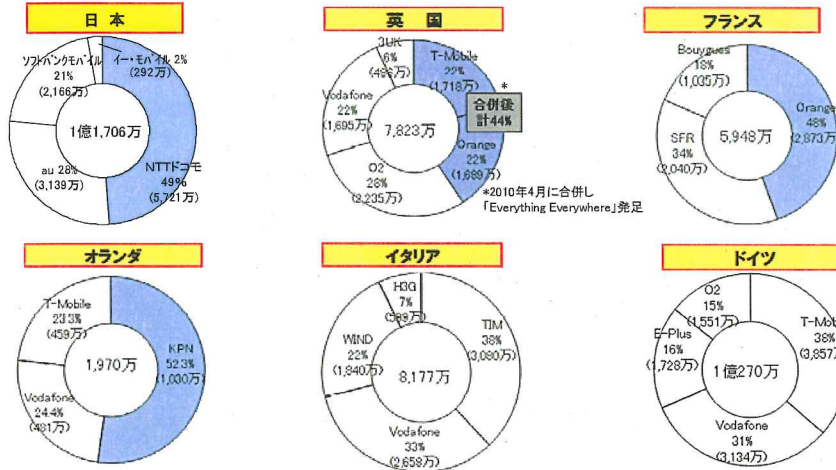 日 本
イー・モバイル 2%
(292万)
ソフトバンクモバイル
21%
(2,166万)
1億1,706万
au 28%
(3,139万)
NTTドコモ
49%
(5,721万)
英 国
3UK
6%
(486万)
T-Mobile
22%
(1,718万)
*
合併後
計44%
Vodafone
22%
(1,695万)
7,823万
Orange
22%
(1,689万)
O2
28%
(2,235万)
*2010年4月に合併し
「Everything Everywhere」発足
フランス
Bouygues
18%
(1,035万)
Orange
48%
(2,873万)
5,948万
SFR
34%
(2,040万)
オランダ
T-Mobile
23.3%
(459万)
1,970万
KPN
52.3%
(1,030万)
Vodafone
24.4%
(481万)
イタリア
H3G
7%
TIM
38%
(3,080万)
WIND
22%
(1,840万)
8,177万
Vodafone
33%
(2,658万)
ドイツ
O2
15%
(1,551万)
T-Mob
38%
(3,857万
E-Plus
16%
(1,728万)
1億270万
Vodafone
31%
(3,134万)